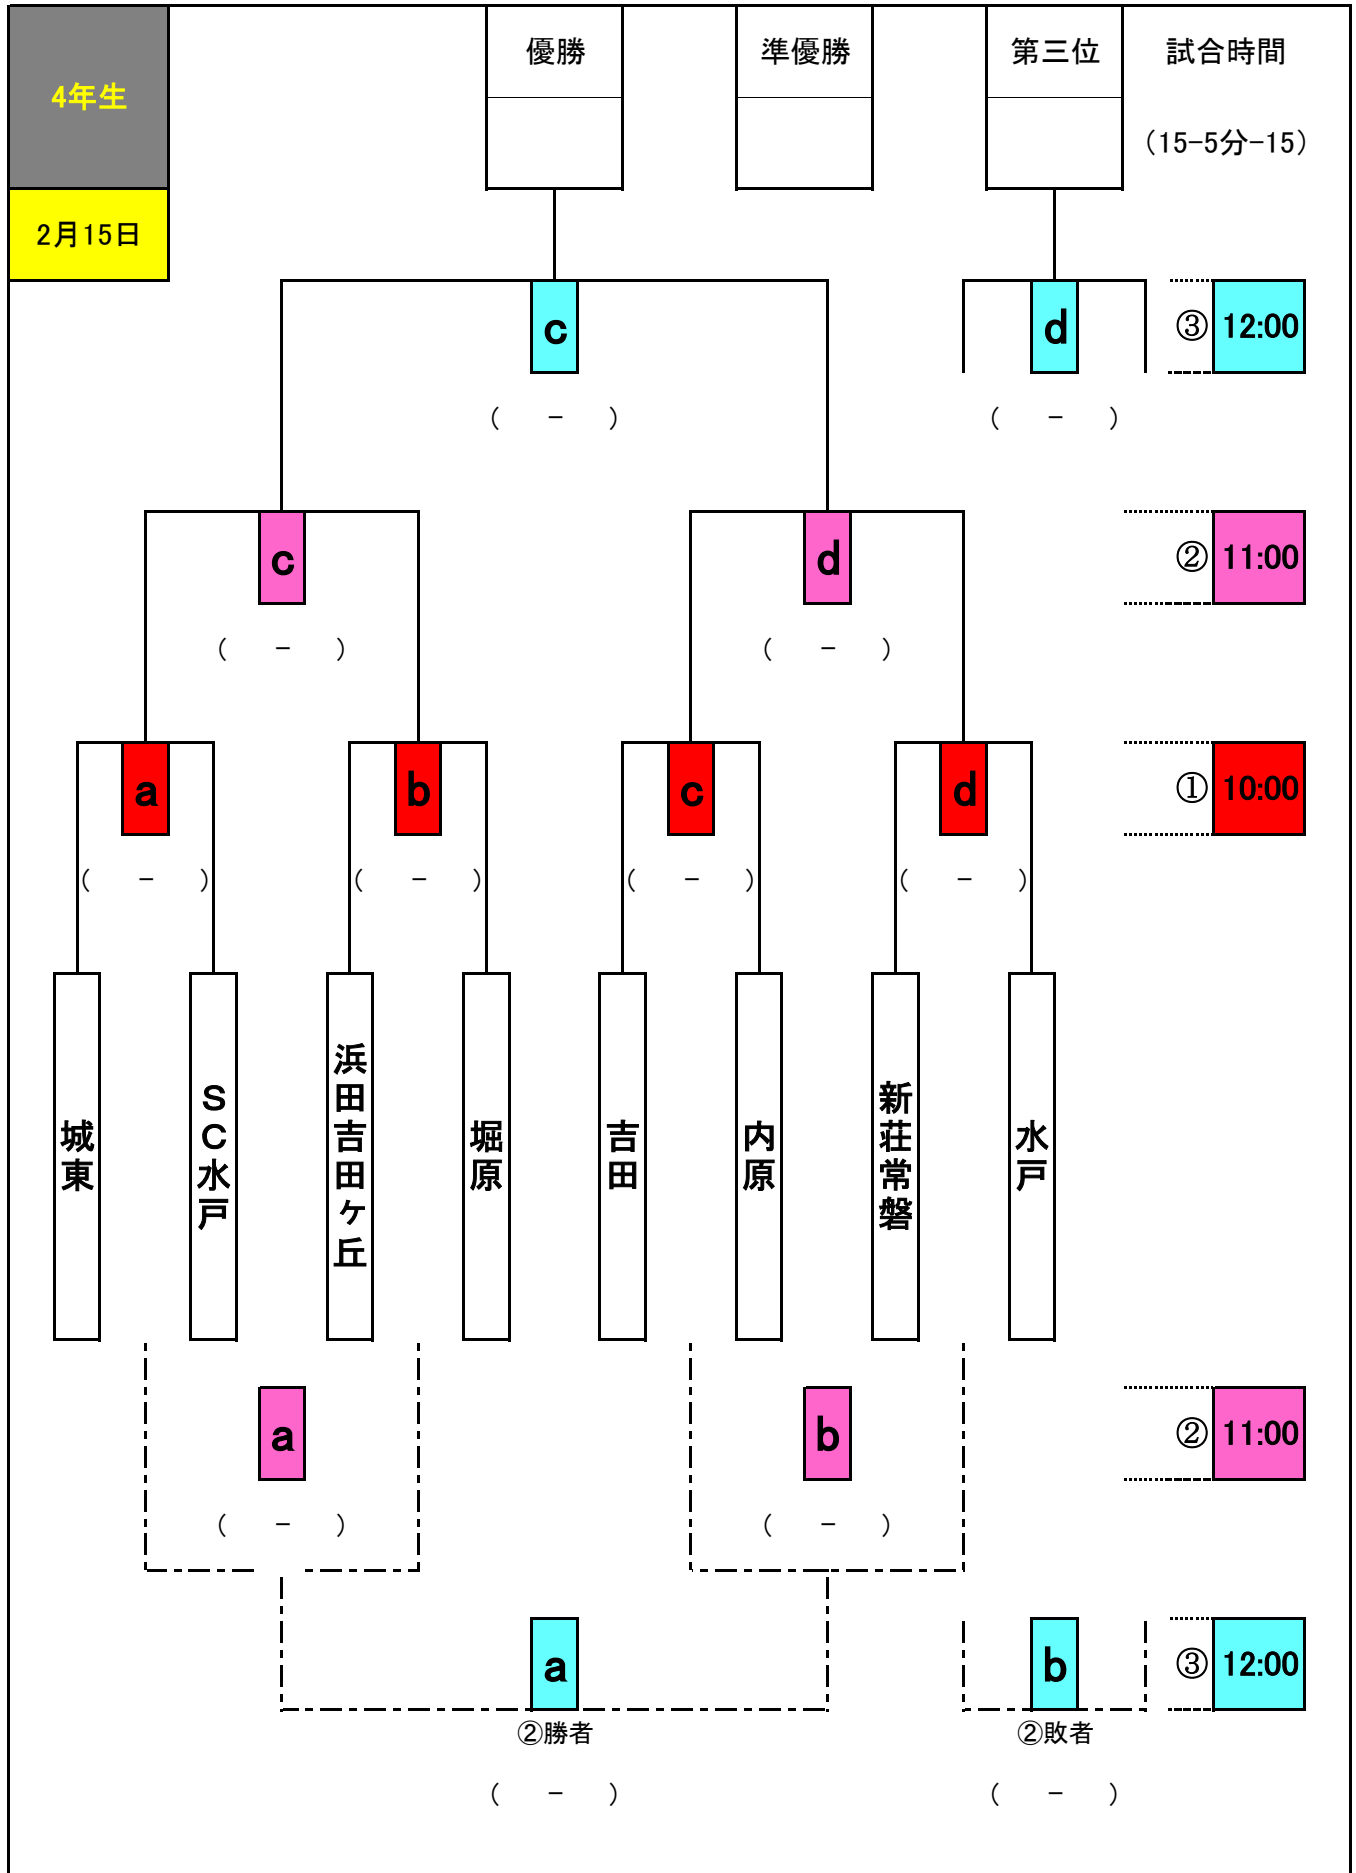 4年生
優勝
準優勝
第三位
試合時間
（15-5分-15）
2月15日
c
d
③
12:00
( - )
( - )
c
d
②
11:00
( - )
( - )
a
b
c
d
①
10:00
( - )
( - )
( - )
( - )
城東
SC水戸
浜田吉田ヶ丘
堀原
吉田
内原
新荘常磐
水戸
a
b
②
11:00
( - )
( - )
a
b
③
12:00
②勝者
②敗者
( - )
( - )